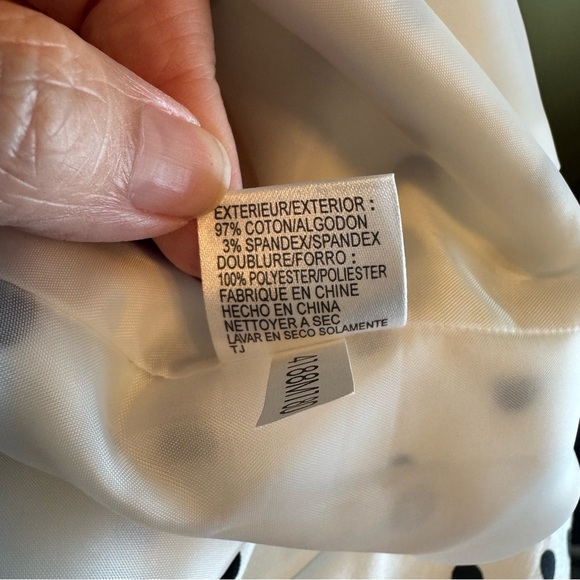 EXTERIEUR/EXTERIOR :
97% COTON/ALGODON
3% SPANDEX/SPANDEX
DOUBLURE/FORRO :
100% POLYESTER/POLIESTER
FABRIQUE EN CHINE
HECHO EN CHINA
NETTOYER A SEC
LAVAR EN SECO SOLAMENTE
TJ